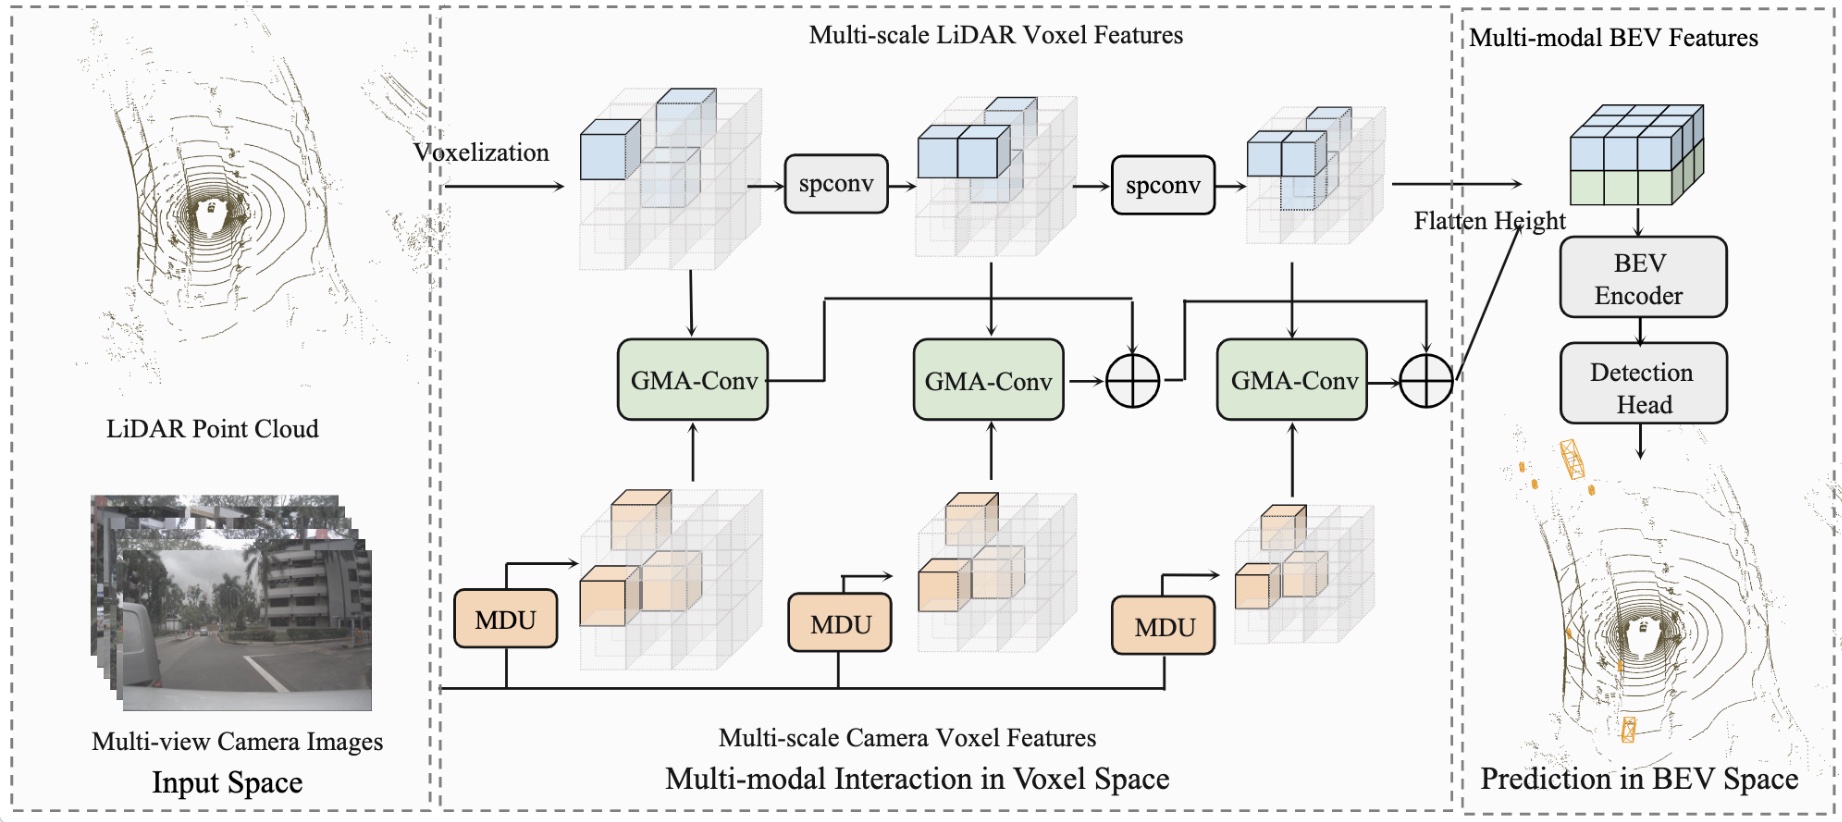 Multi-scale LiDAR Voxel Features
Multi-modal BEV Features
Voxelization
spconv
spconv
Flatten Height
BEV
Encoder
GMA-Conv
GMA-Conv
GMA-Conv
Detection
Head
LiDAR Point Cloud
MDU
MDU
MDU
Multi-view Camera Images
Multi-scale Camera Voxel Features
Input Space
Multi-modal Interaction in Voxel Space
Prediction in BEV Space